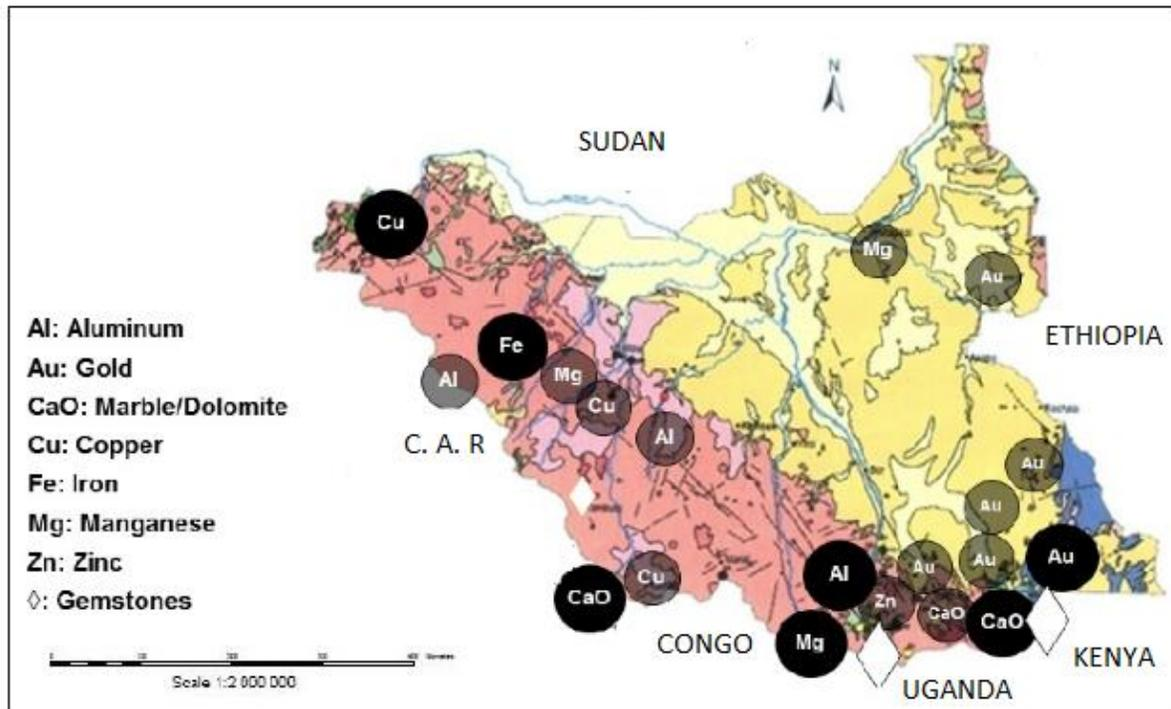 N
SUDAN
Cu
Mg
Au
ETHIOPIA
Al: Aluminum
Au: Gold
CaO: Marble/Dolomite
Cu: Copper
Fe: Iron
Mg: Manganese
Zn: Zinc
◊: Gemstones
Fe
Al
Mg
Cu
Al
C. A. R
Au
Au
Au
Au
Au
Al
Cu
CaO
Zn
CaO
CaO
Mg
CONGO
KENYA
UGANDA
Scale 1:2 000 000